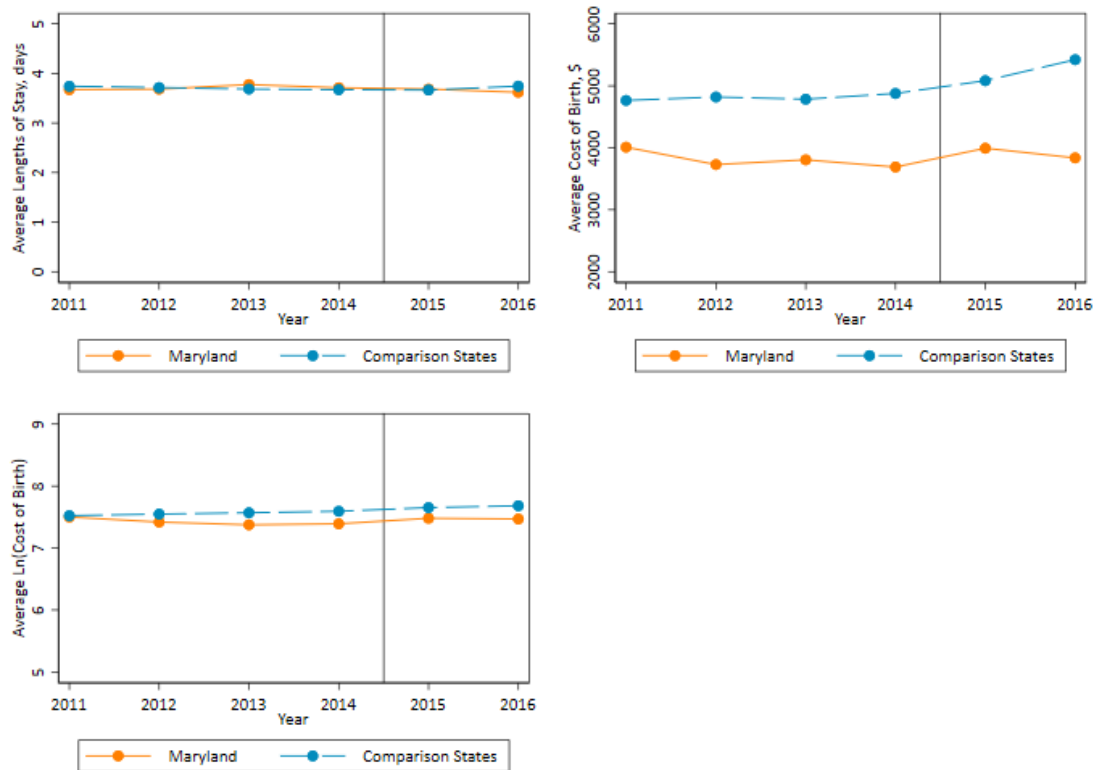 Average Lengths of Stay, days
5
4
3
2
1
0
2011 2012 2013 2014 2015 2016
Year
Maryland Comparison States
Average Cost of Birth, $
6000
5000
4000
3000
2000
2011 2012 2013 2014 2015 2016
Year
Maryland Comparison States
Average Ln(Cost of Birth)
9
8
7
6
5
2011 2012 2013 2014 2015 2016
Year
Maryland Comparison States